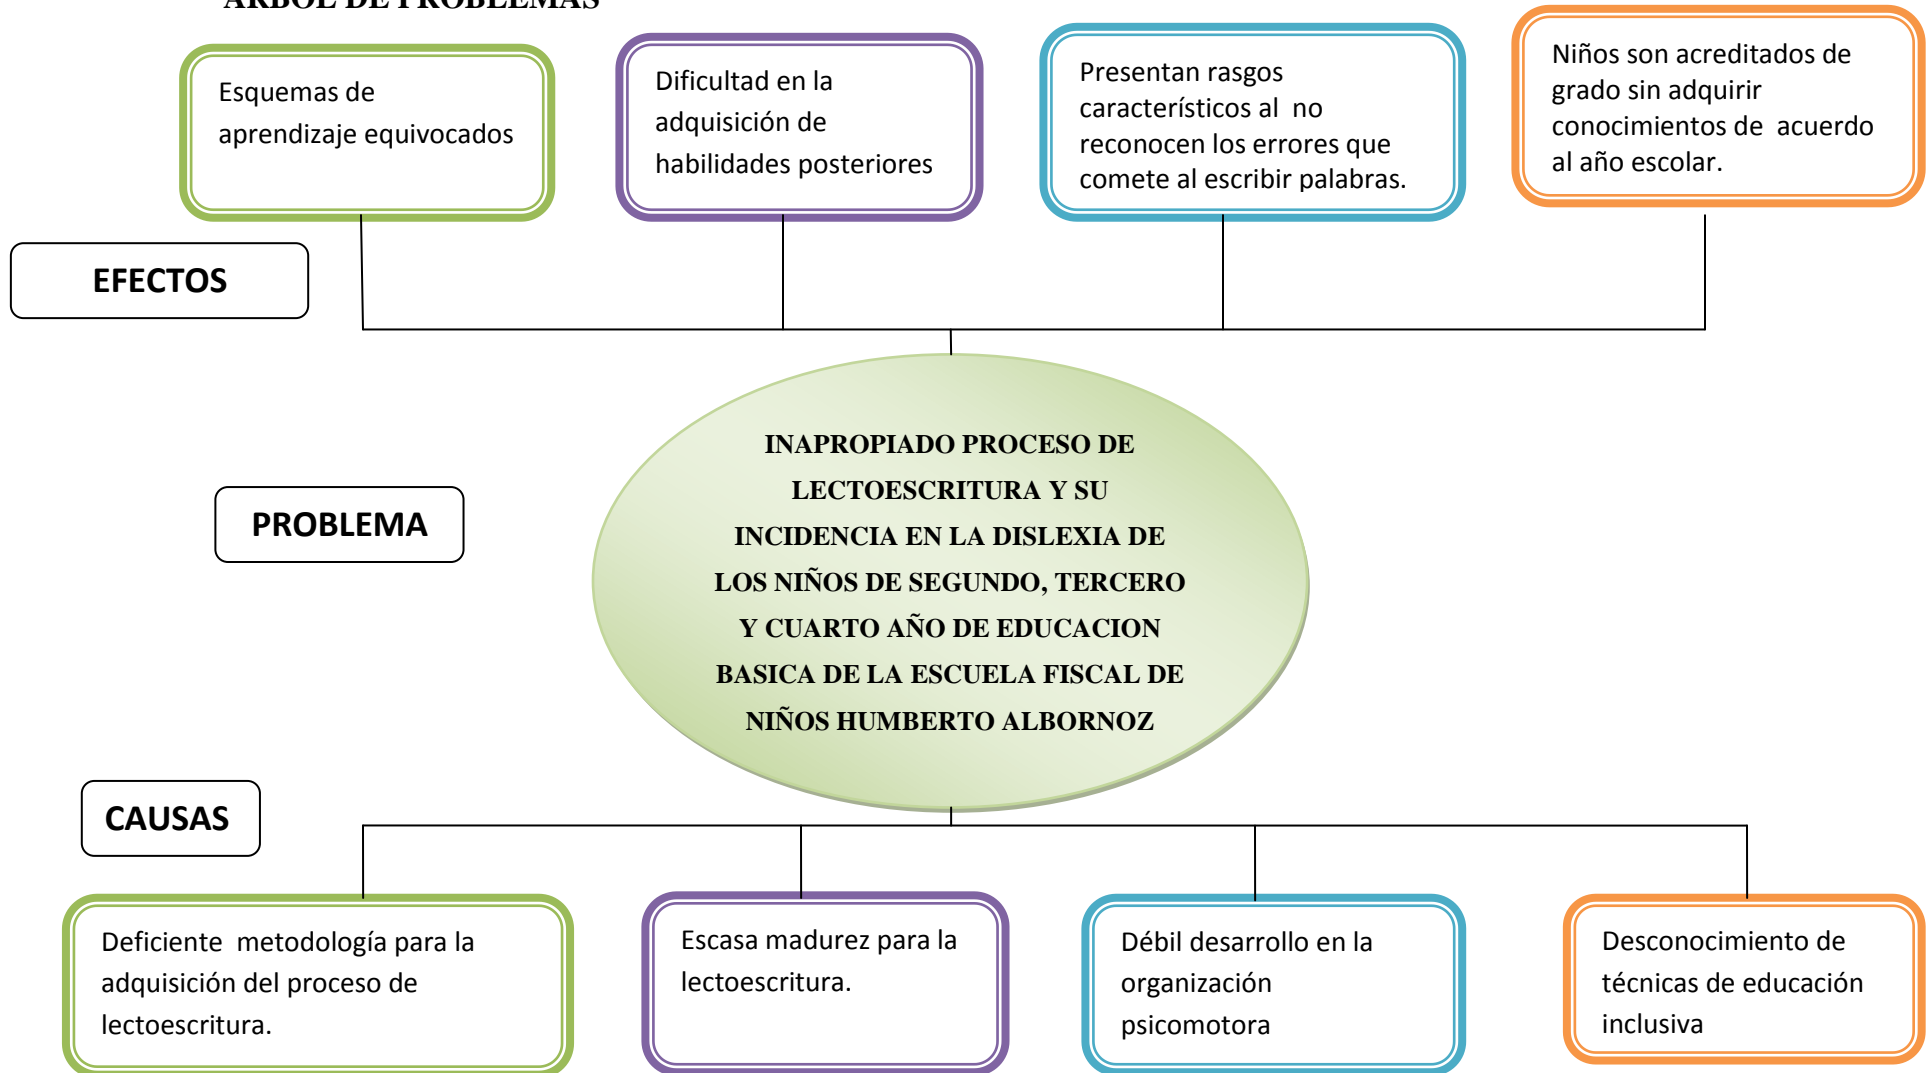 ARBOL DE PROBLEMAS
Esquemas de
aprendizaje equivocados
Dificultad en la
adquisición de
habilidades posteriores
Presentan rasgos
característicos al no
reconocen los errores que
comete al escribir palabras.
Niños son acreditados de
grado sin adquirir
conocimientos de acuerdo
al año escolar.
EFECTOS
PROBLEMA
INAPROPIADO PROCESO DE
LECTOESCRITURA Y SU
INCIDENCIA EN LA DISLEXIA DE
LOS NIÑOS DE SEGUNDO, TERCERO
Y CUARTO AÑO DE EDUCACION
BASICA DE LA ESCUELA FISCAL DE
NIÑOS HUMBERTO ALBORNOZ
CAUSAS
Deficiente metodología para la
adquisición del proceso de
lectoescritura.
Escasa madurez para la
lectoescritura.
Débil desarrollo en la
organización
psicomotora
Desconocimiento de
técnicas de educación
inclusiva